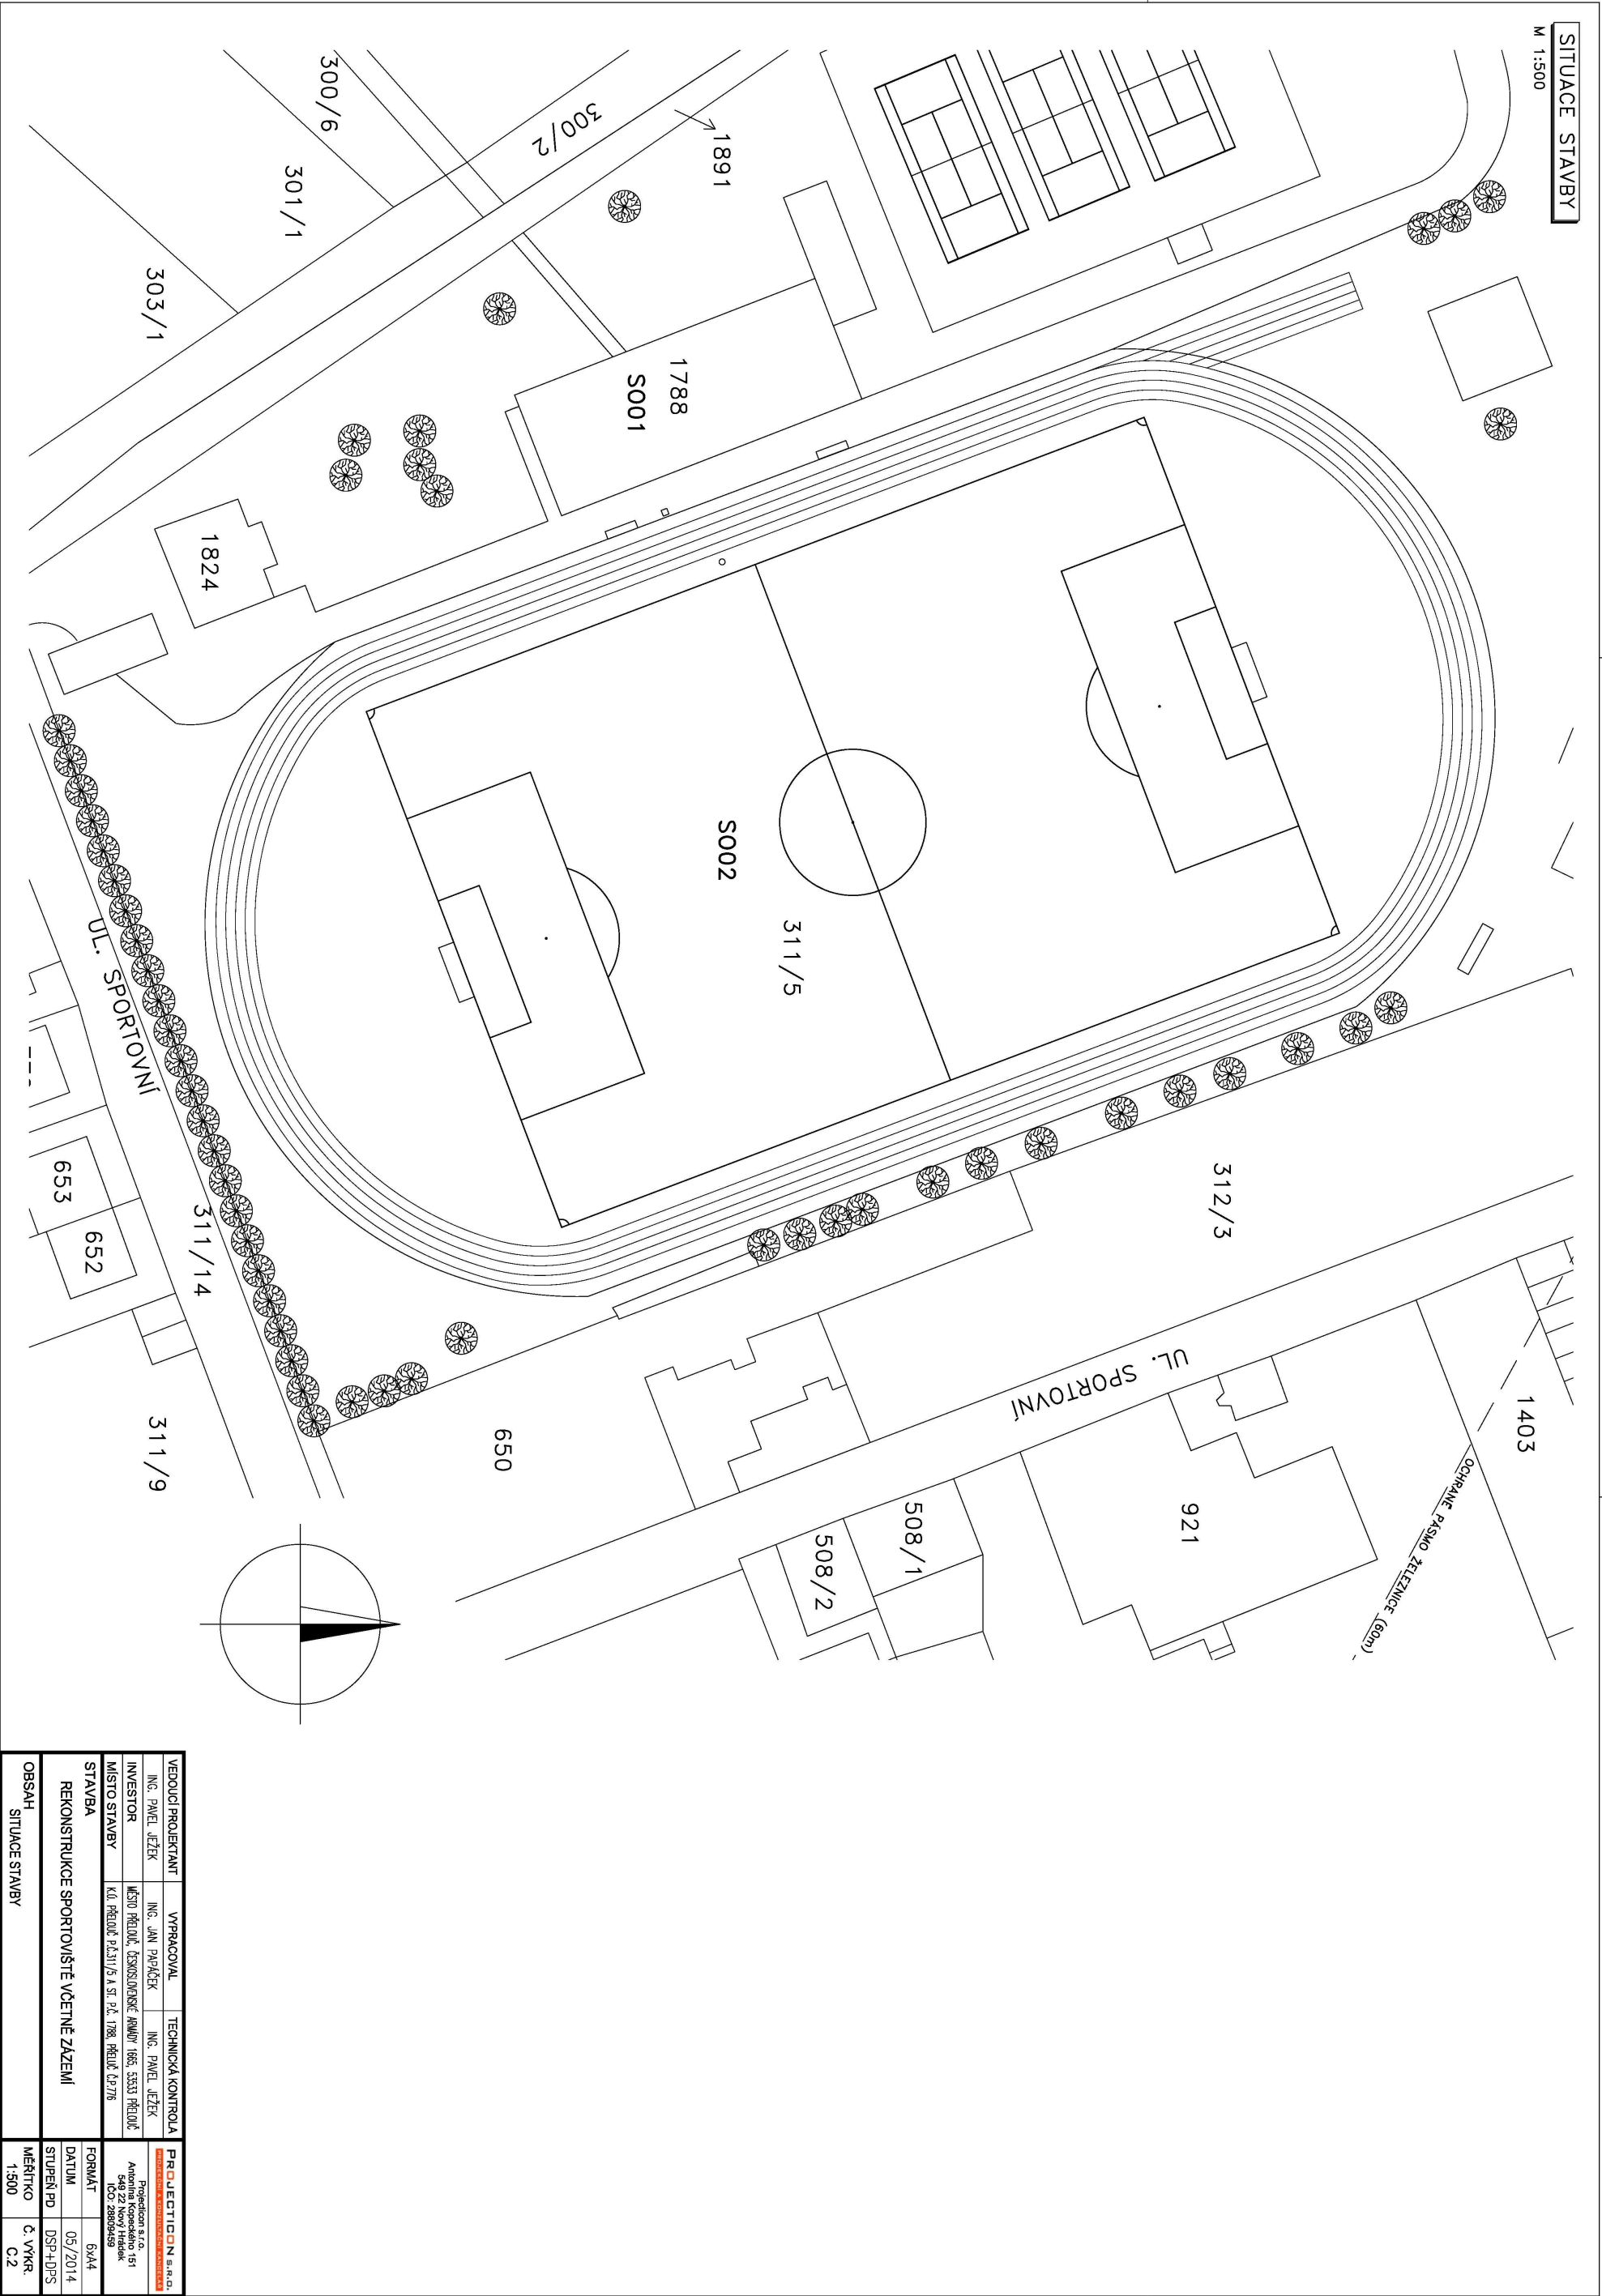 SITUACE STAVBY
M 1:500
300/6
300/2
1891
301/1
303/1
1788
SO01
1824
SO02
311/5
UL. SPORTOVNÍ
653
652
311/14
312/3
UL. SPORTOVNÍ
1403
311/9
650
508/1
508/2
921
OCHRANÉ PÁSMO ŽELEZNICE (60m)
VEDOUCÍ PROJEKTANT VYPRACOVAL TECHNICKÁ KONTROLA
ING. PAVEL JEŽEK ING. JAN PAPÁČEK ING. PAVEL JEŽEK
INVESTOR MĚSTO PŘELOUČ, ČESKOSLOVENSKÉ ARMÁDY 1665, 53533 PŘELOUČ
MÍSTO STAVBY K.Ú. PŘELOUČ P.Č.311/5 A ST. P.Č. 1788, PŘELUČ Č.P.776
STAVBA
REKONSTRUKCE SPORTOVIŠTĚ VČETNĚ ZÁZEMÍ
OBSAH
SITUACE STAVBY
PROJECTICON s.r.o.
PROJEKČNÍ A KONZULTAČNÍ KANCELÁŘ
Projecticon s.r.o.
Antonína Kopeckého 151
549 22 Nový Hrádek
IČO: 28809459
FORMÁT 6xA4
DATUM 05/2014
STUPEŇ PD DSP+DPS
MĚŘÍTKO Č. VÝKR.
1:500 C.2